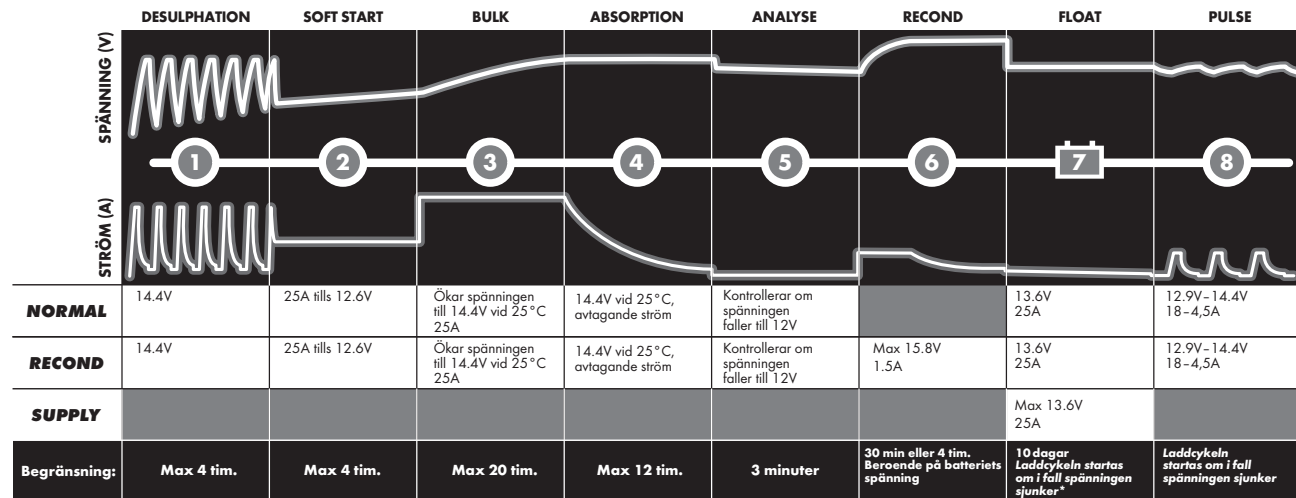 DESULPHATION SOFT START BULK ABSORPTION ANALYSE RECOND FLOAT PULSE
SPÄNNING (V)
1 2 3 4 5 6 7 8
STRÖM (A)
NORMAL
14.4V
25A tills 12.6V
Ökar spänningen
till 14.4V vid 25°C
25A
14.4V vid 25°C,
avtagande ström
Kontrollerar om
spänningen
faller till 12V
13.6V
25A
12.9V–14.4V
18–4,5A
RECOND
14.4V
25A tills 12.6V
Ökar spänningen
till 14.4V vid 25°C
25A
14.4V vid 25°C,
avtagande ström
Kontrollerar om
spänningen
faller till 12V
Max 15.8V
1.5A
13.6V
25A
12.9V–14.4V
18–4,5A
SUPPLY
Max 13.6V
25A
Begränsning:
Max 4 tim.
Max 4 tim.
Max 20 tim.
Max 12 tim.
3 minuter
30 min eller 4 tim.
Beroende på batteriets
spänning
10 dagar
Laddcykeln startas
om i fall spänningen
sjunker*
Laddcykeln
startas om i fall
spänningen sjunker